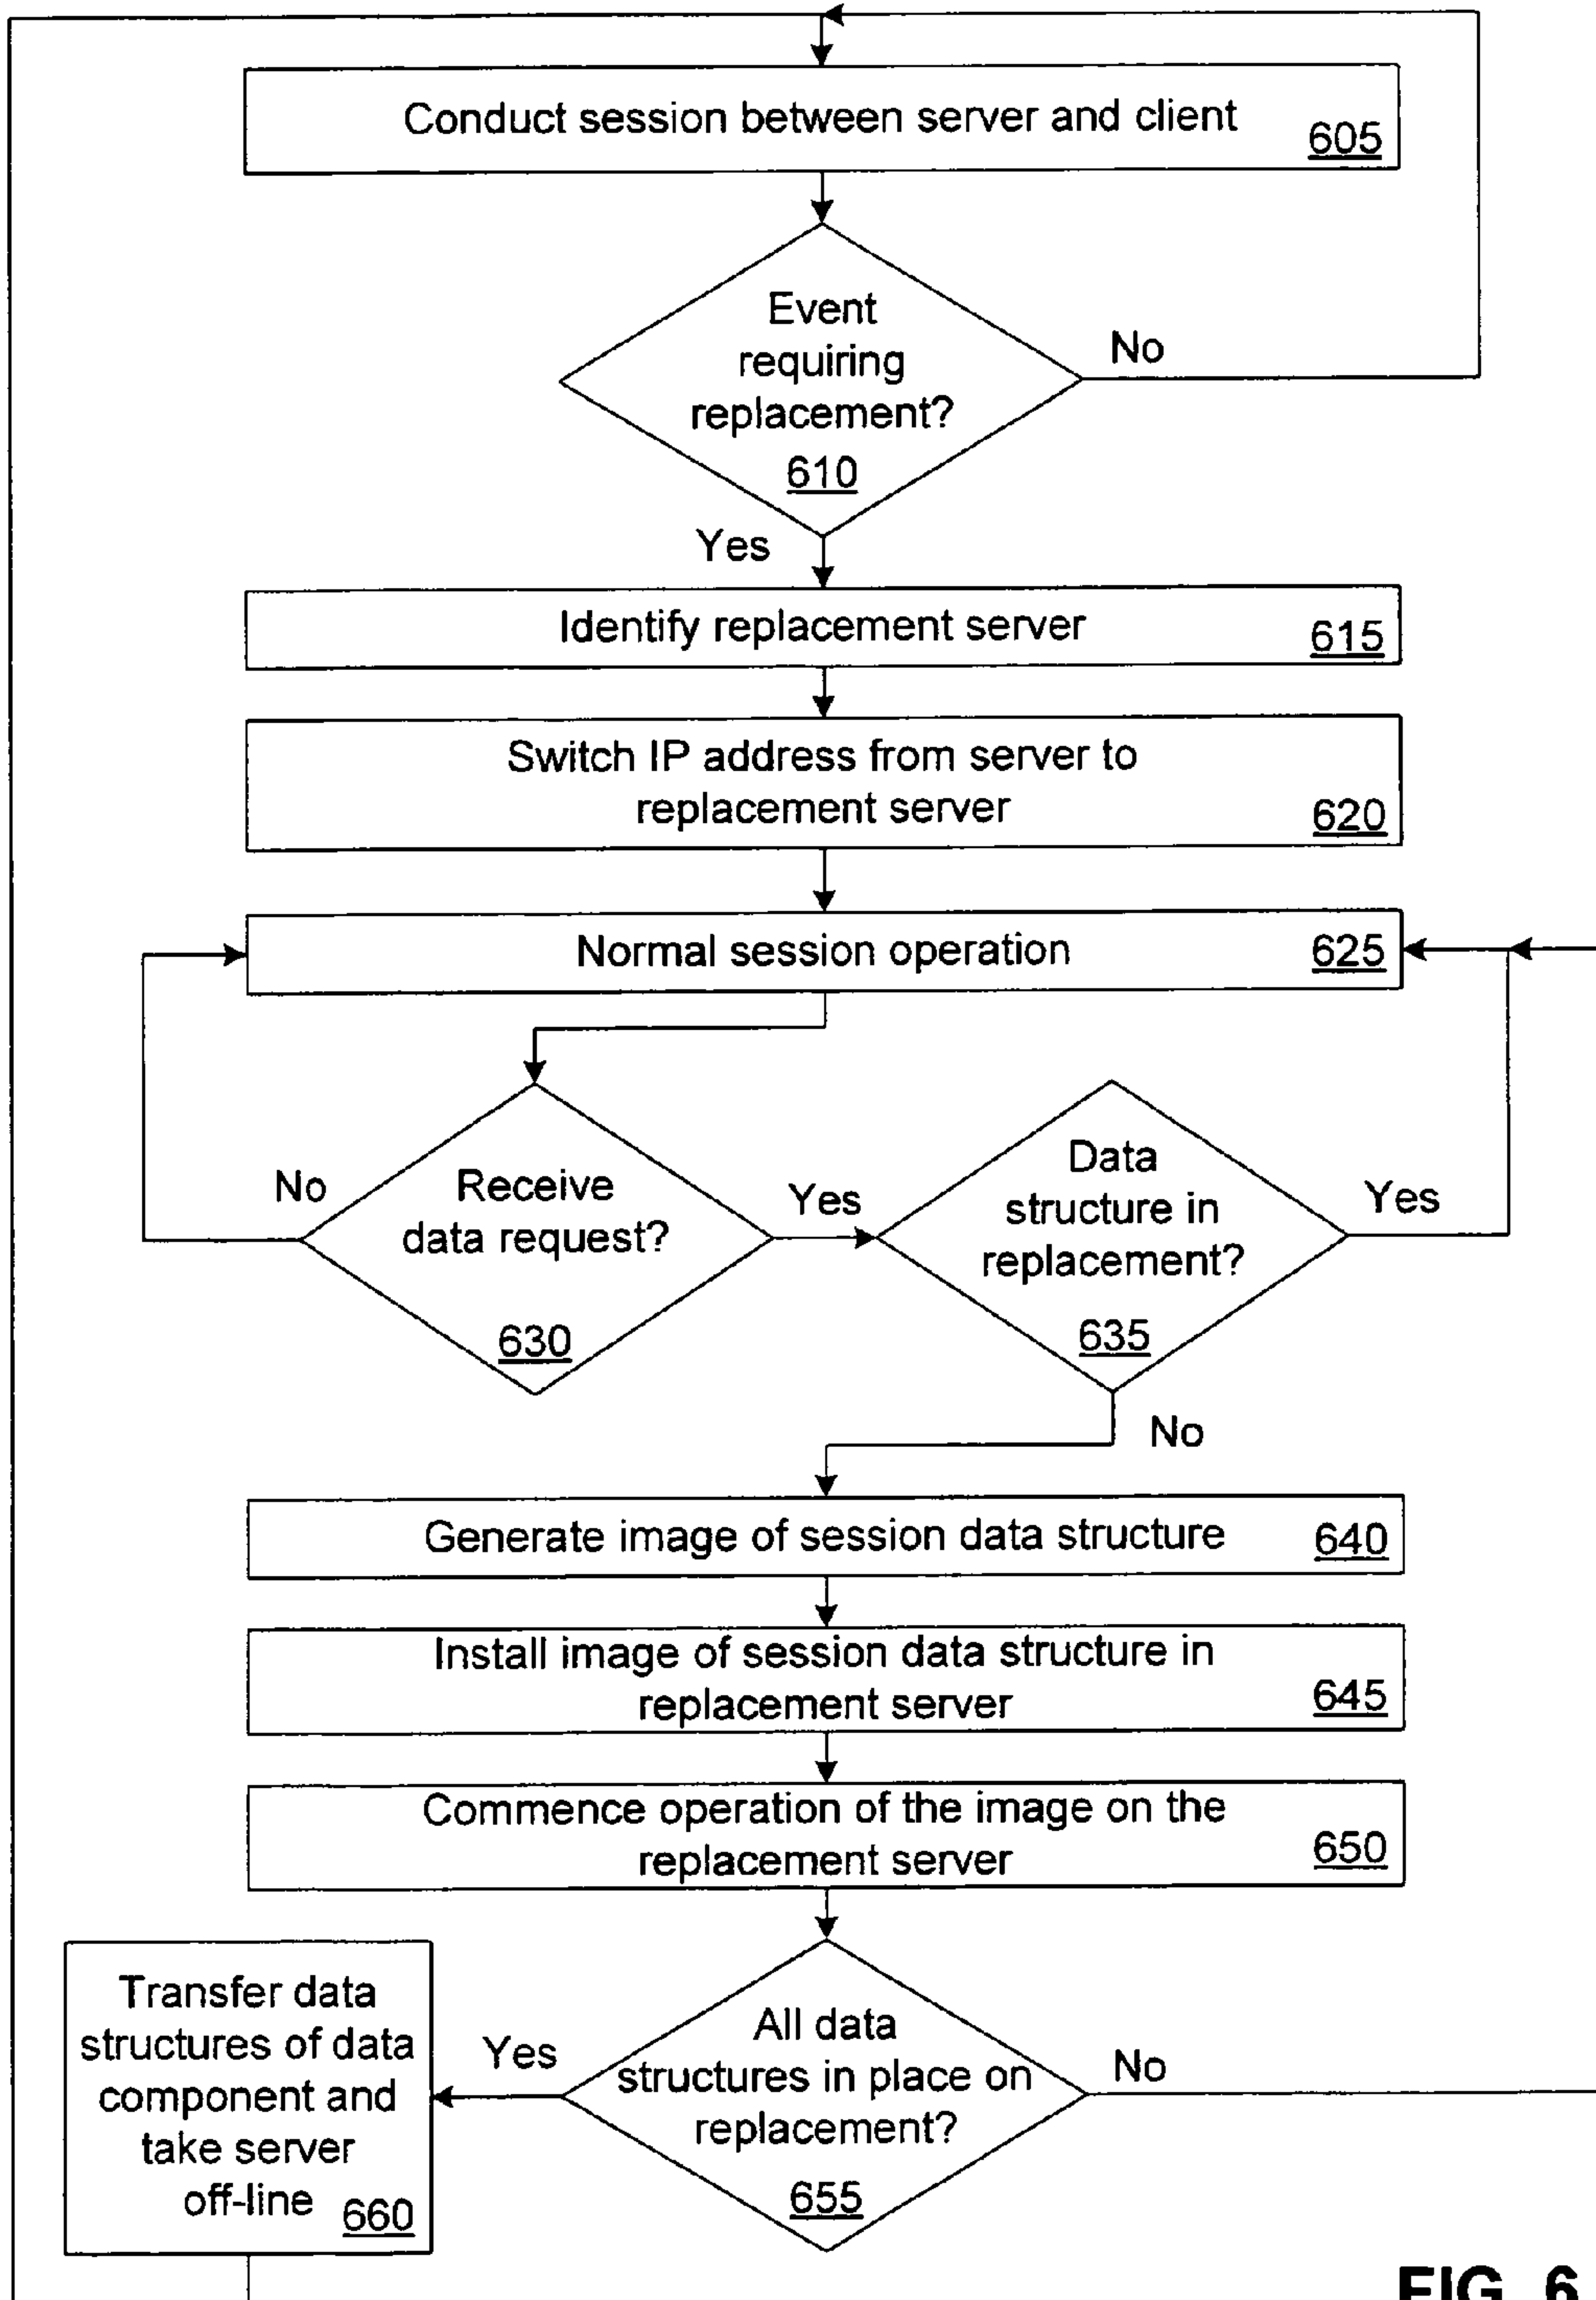 Conduct session between server and client
605
Event
requiring
replacement?
610
No
Yes
Identify replacement server
615
Switch IP address from server to
replacement server
620
Normal session operation
625
No
Receive
data request?
630
Yes
Data
structure in
replacement?
635
Yes
No
Generate image of session data structure
640
Install image of session data structure in
replacement server
645
Commence operation of the image on the
replacement server
650
Transfer data
structures of data
component and
take server
off-line
660
Yes
All data
structures in place on
replacement?
655
No
FIG. 6